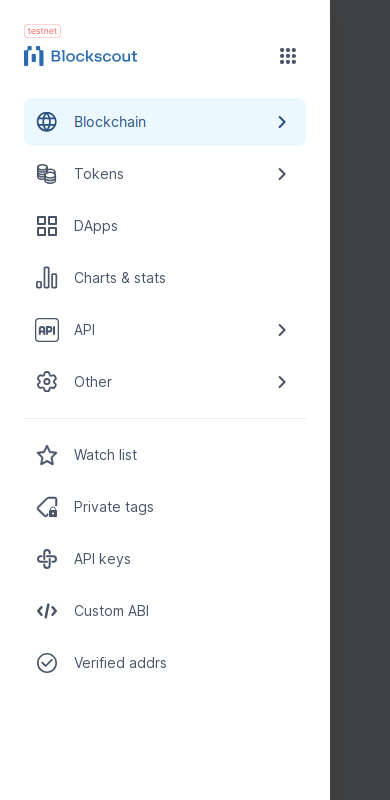 testnet
Blockscout
Blockchain
Tokens
DApps
Charts & stats
API
API
Other
Watch list
Private tags
API keys
Custom ABI
Verified addrs